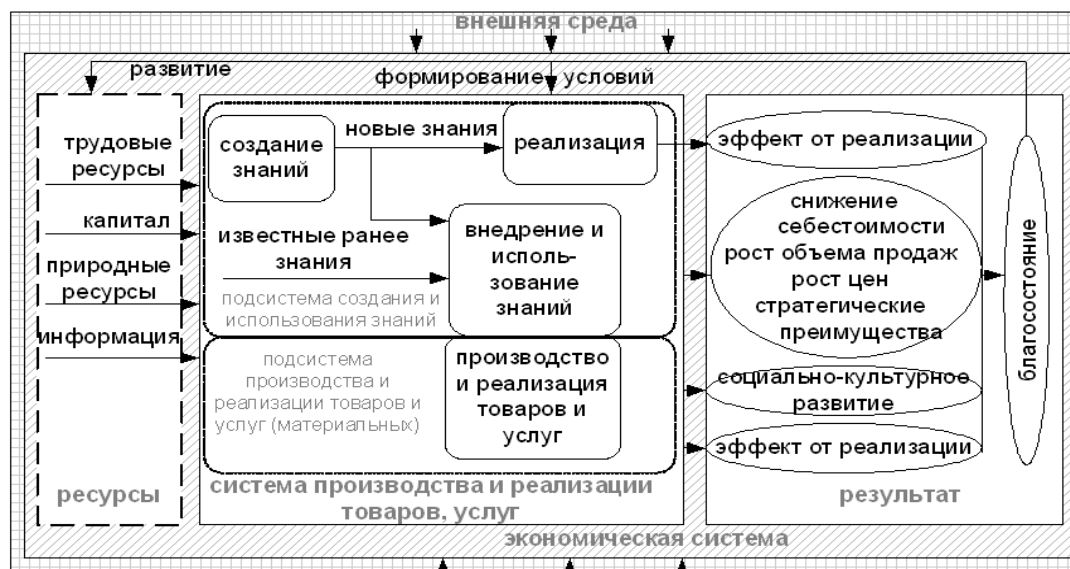 внешняя среда
развитие
формирование условий
трудовые
ресурсы
капитал
природные
ресурсы
информация
ресурсы
создание
знаний
новые знания
реализация
известные ранее
знания
внедрение и
исполь-
зование
знаний
подсистема создания и
использования знаний
подсистема
производства и
реализации товаров и
услуг (материальных)
производство
и реализация
товаров и
услуг
система производства и реализации
товаров, услуг
эффект от реализации
снижение
себестоимости
рост объема продаж
рост цен
стратегические
преимущества
социально-культурное
развитие
эффект от реализации
благосостояние
результат
экономическая система